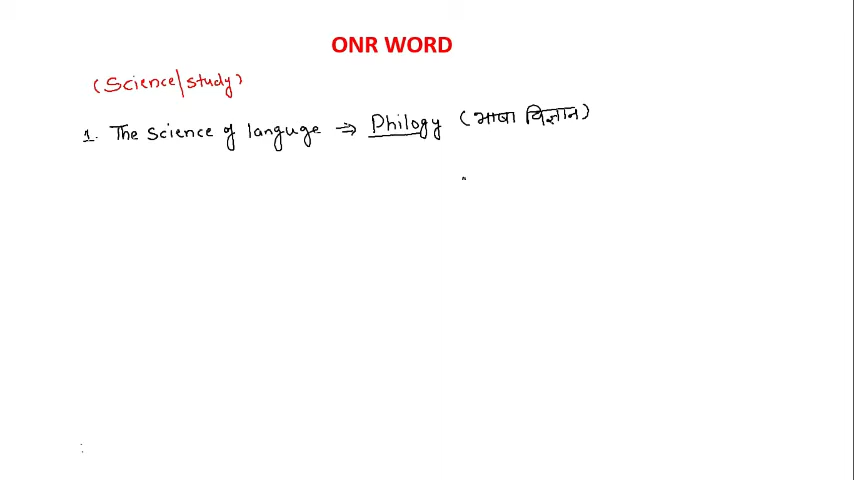 ONR WORD
(Science|study)
1. The science of languge ⇒ Philogy (भाषा विज्ञान)